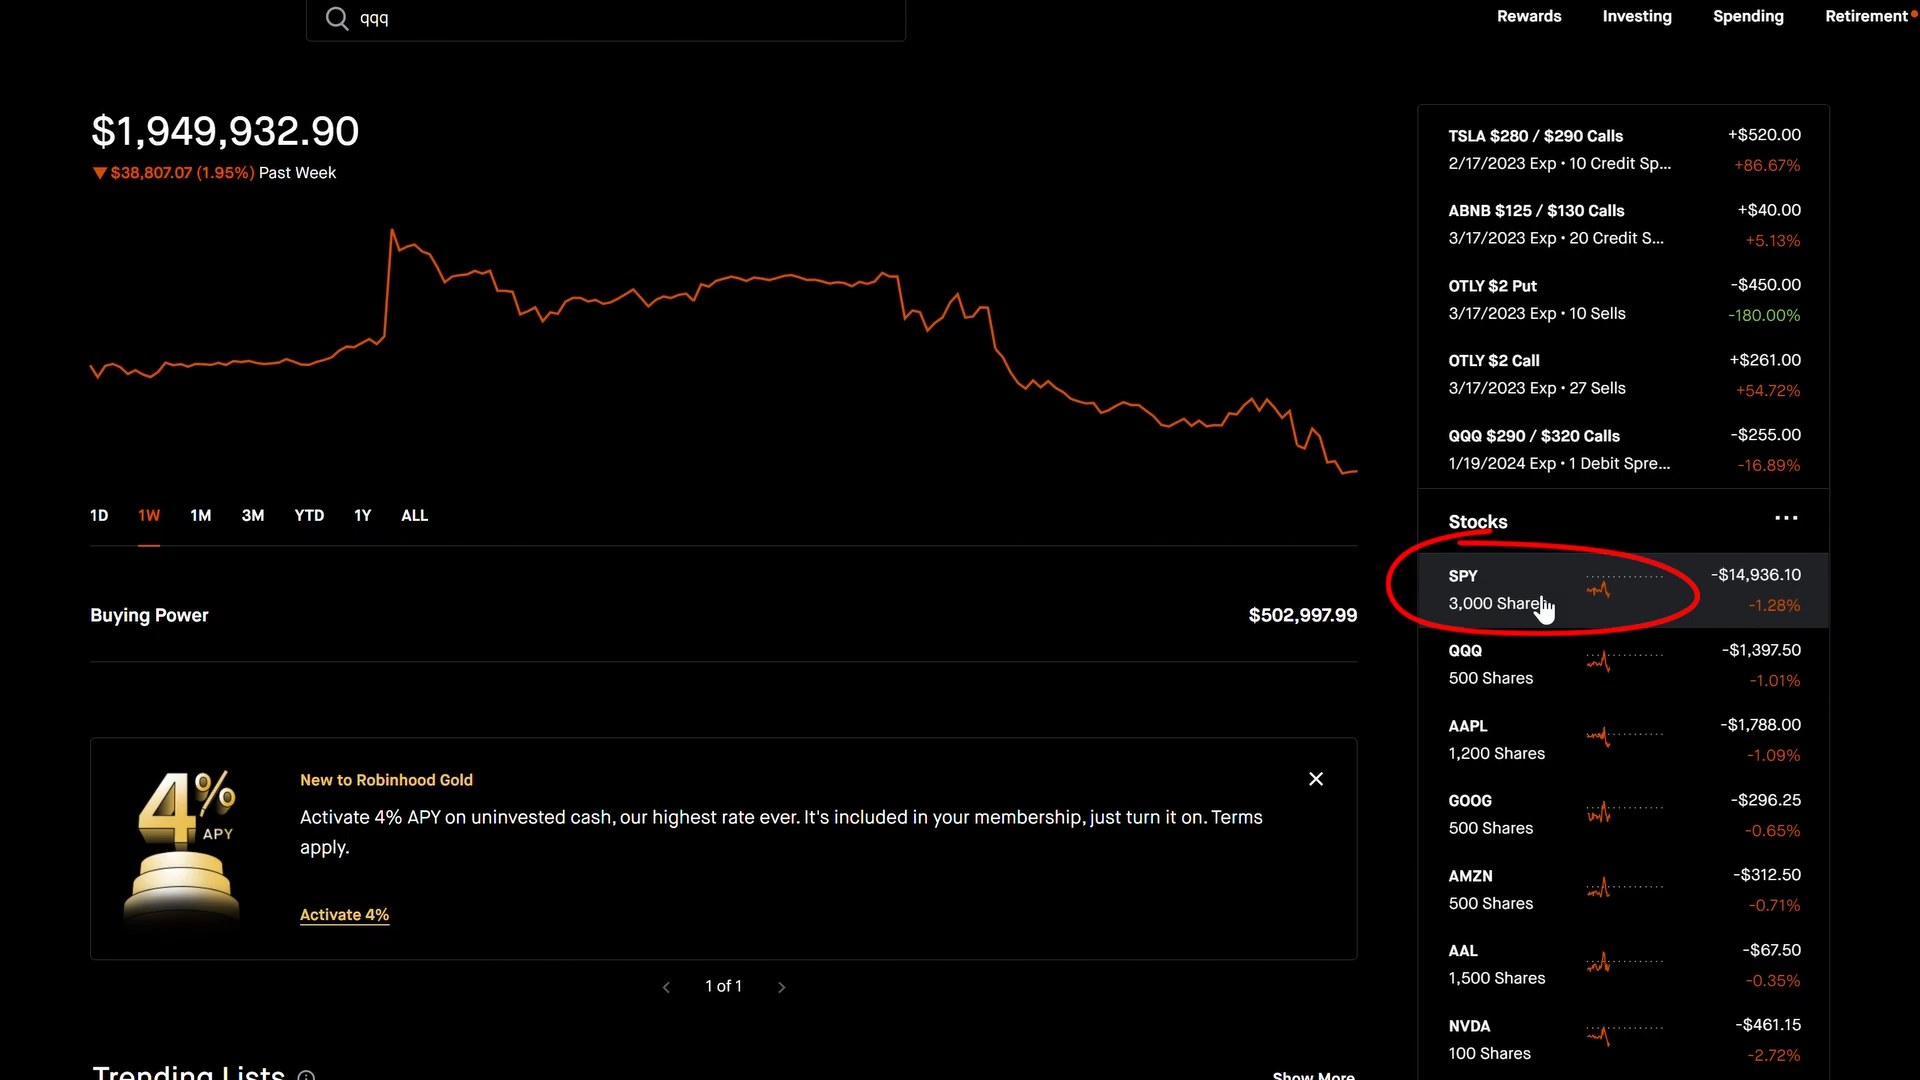 qqq
Rewards
Investing
Spending
Retirement
$1,949,932.90
$38,807.07 (1.95%) Past Week
1D
1W
1M
3M
YTD
1Y
ALL
Buying Power
$502,997.99
4% APY
New to Robinhood Gold
Activate 4% APY on uninvested cash, our highest rate ever. It's included in your membership, just turn it on. Terms
apply.
Activate 4%
1 of 1
Trending Lists
Show More
TSLA $280 / $290 Calls
+$520.00
2/17/2023 Exp • 10 Credit Sp...
+86.67%
ABNB $125 / $130 Calls
+$40.00
3/17/2023 Exp • 20 Credit S...
+5.13%
OTLY $2 Put
-$450.00
3/17/2023 Exp • 10 Sells
-180.00%
OTLY $2 Call
+$261.00
3/17/2023 Exp • 27 Sells
+54.72%
QQQ $290 / $320 Calls
-$255.00
1/19/2024 Exp • 1 Debit Spre...
-16.89%
Stocks
SPY
-$14,936.10
3,000 Share
-1.28%
QQQ
-$1,397.50
500 Shares
-1.01%
AAPL
-$1,788.00
1,200 Shares
-1.09%
GOOG
-$296.25
500 Shares
-0.65%
AMZN
-$312.50
500 Shares
-0.71%
AAL
-$67.50
1,500 Shares
-0.35%
NVDA
-$461.15
100 Shares
-2.72%